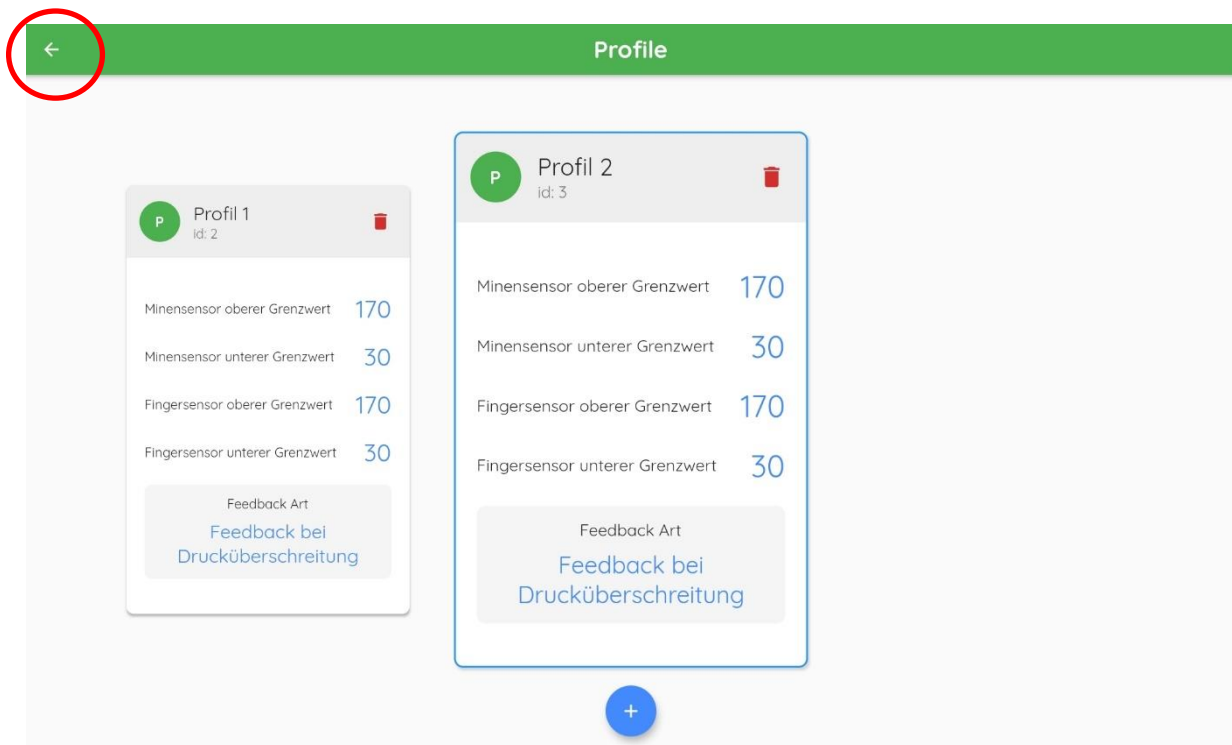 Profile
P
Profil 1
id: 2
Minensensor oberer Grenzwert 170
Minensensor unterer Grenzwert 30
Fingersensor oberer Grenzwert 170
Fingersensor unterer Grenzwert 30
Feedback Art
Feedback bei
Drucküberschreitung
P
Profil 2
id: 3
Minensensor oberer Grenzwert 170
Minensensor unterer Grenzwert 30
Fingersensor oberer Grenzwert 170
Fingersensor unterer Grenzwert 30
Feedback Art
Feedback bei
Drucküberschreitung
+